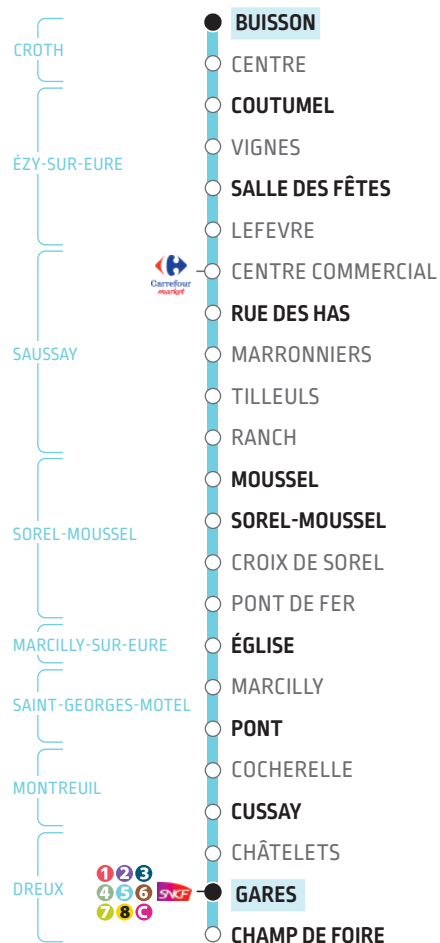 BUISSON
CROTH
CENTRE
COUTUMEL
VIGNES
ÉZY-SUR-EURE
SALLE DES FÊTES
LEFEVRE
Carrefour
market
CENTRE COMMERCIAL
RUE DES HAS
SAUSSAY
MARRONNIERS
TILLEULS
RANCH
MOUSSEL
SOREL-MOUSSEL
SOREL-MOUSSEL
CROIX DE SOREL
PONT DE FER
MARCILLY-SUR-EURE
ÉGLISE
MARCILLY
SAINT-GEORGES-MOTEL
PONT
COCHERELLE
MONTREUIL
CUSSAY
CHÂTELETS
DREUX
1 2 3
4 5 6
7 8 C
SNCF
GARES
CHAMP DE FOIRE